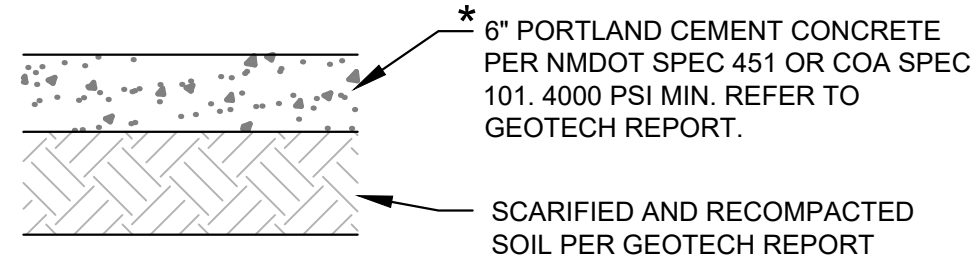 * 6" PORTLAND CEMENT CONCRETE
PER NMDOT SPEC 451 OR COA SPEC
101. 4000 PSI MIN. REFER TO
GEOTECH REPORT.
SCARIFIED AND RECOMPACTED
SOIL PER GEOTECH REPORT